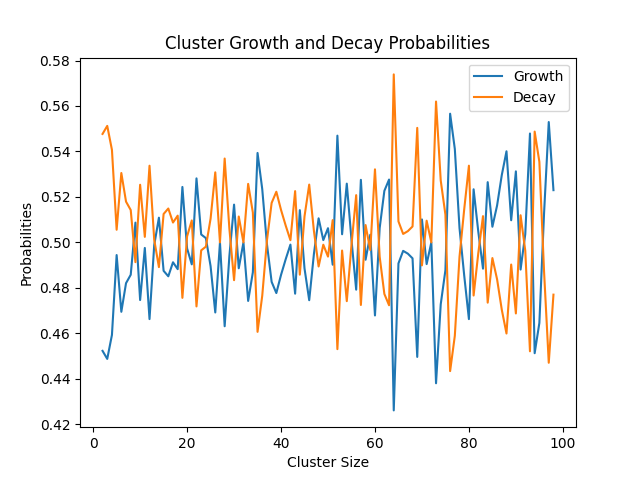 Cluster Growth and Decay Probabilities
Growth
Decay
0.58
0.56
0.54
0.52
0.50
0.48
0.46
0.44
0.42
Probabilities
0 20 40 60 80 100
Cluster Size